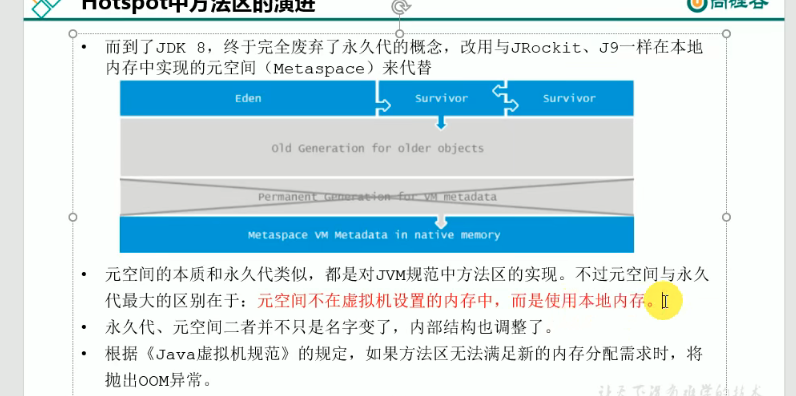 Hotspot中方法区的演进
尚硅谷
• 而到了JDK 8，终于完全废弃了永久代的概念，改用与JRockit、J9一样在本地
内存中实现的元空间（Metaspace）来代替
Eden
Survivor
Survivor
Old Generation for older objects
Permanent Generation for VM metadata
Metaspace VM Metadata in native memory
• 元空间的本质和永久代类似，都是对JVM规范中方法区的实现。不过元空间与永久
代最大的区别在于：元空间不在虚拟机设置的内存中，而是使用本地内存。
• 永久代、元空间二者并不只是名字变了，内部结构也调整了。
• 根据《Java虚拟机规范》的规定，如果方法区无法满足新的内存分配需求时，将
抛出OOM异常。